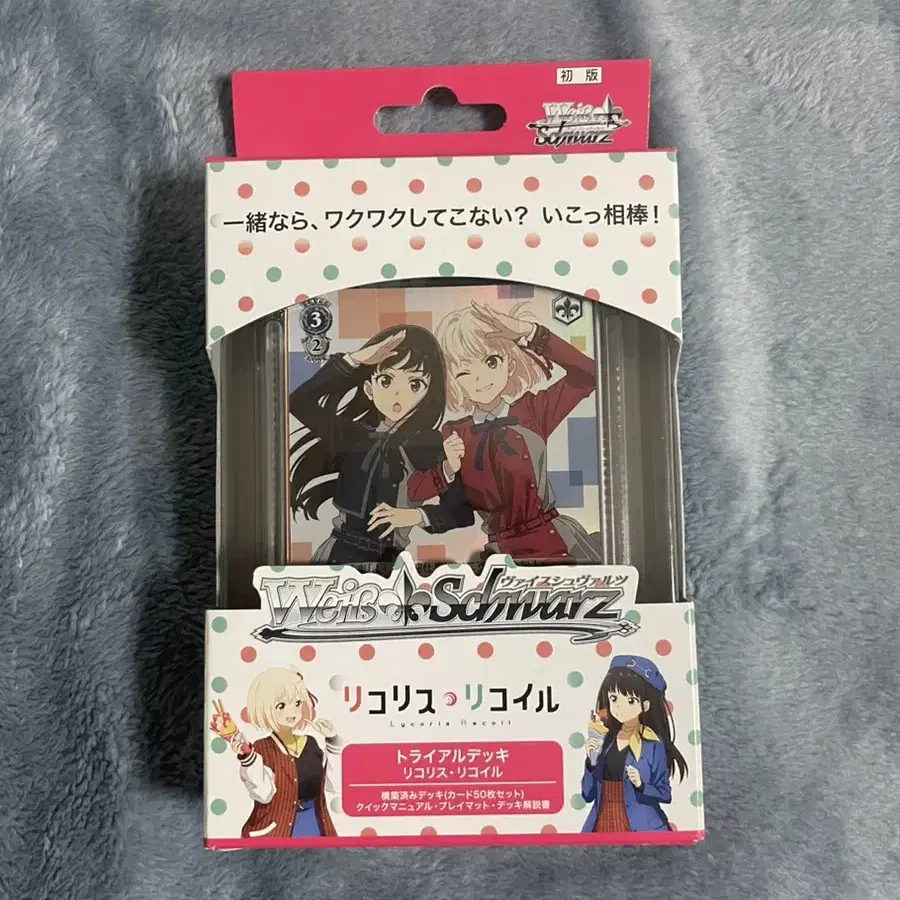 初版
Weiß Schwarz
一緒なら、ワクワクしてこない? いこっ相棒!
3
2
ヴァイスシュヴァルツ
Weiß Schwarz
リコリス・リコイル
Lycoris Recoil
トライアルデッキ
リコリス・リコイル
構築済みデッキ(カード50枚セット)
クイックマニュアル・プレイマット・デッキ解説書